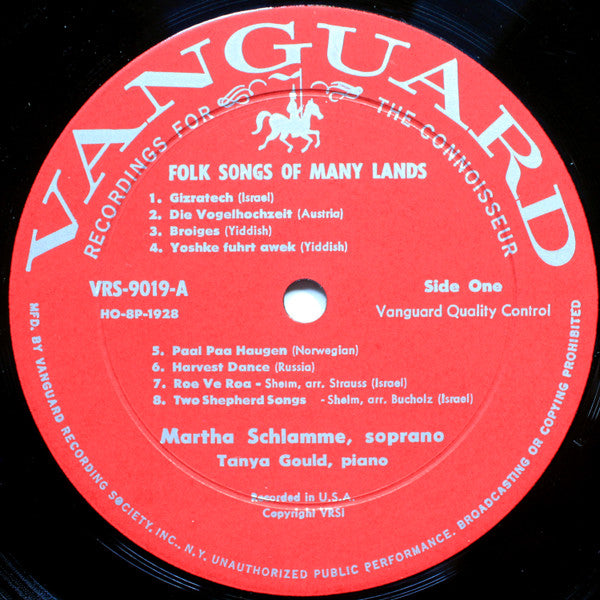 VANGUARD
RECORDINGS FOR THE CONNOISSEUR
FOLK SONGS OF MANY LANDS
1. Gizratech (Israel)
2. Die Vogelhochzeit (Austria)
3. Broiges (Yiddish)
4. Yoshke fuhrt awek (Yiddish)
VRS-9019-A
Side One
HO-8P-1928
Vanguard Quality Control
5. Paal Paa Haugen (Norwegian)
6. Harvest Dance (Russia)
7. Roe Ve Roa - Sheim, arr. Strauss (Israel)
8. Two Shepherd Songs - Sheim, arr. Bucholz (Israel)
Martha Schlamme, soprano
Tanya Gould, piano
Recorded in U.S.A.
Copyright VRSI
MFD. BY VANGUARD RECORDING SOCIETY, INC., N.Y. UNAUTHORIZED PUBLIC PERFORMANCE. BROADCASTING OR COPYING PROHIBITED